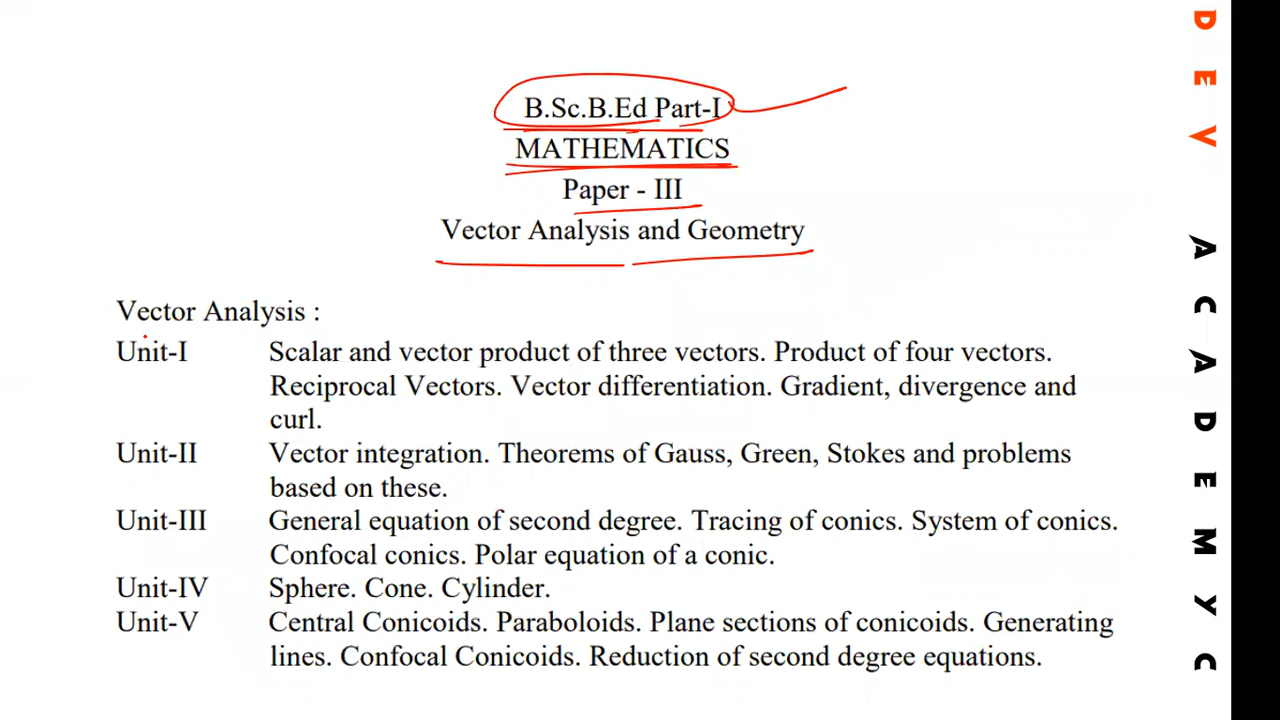 B.Sc.B.Ed Part-I
MATHEMATICS
Paper - III
Vector Analysis and Geometry
Vector Analysis :
Unit-I Scalar and vector product of three vectors. Product of four vectors.
Reciprocal Vectors. Vector differentiation. Gradient, divergence and
curl.
Unit-II Vector integration. Theorems of Gauss, Green, Stokes and problems
based on these.
Unit-III General equation of second degree. Tracing of conics. System of conics.
Confocal conics. Polar equation of a conic.
Unit-IV Sphere. Cone. Cylinder.
Unit-V Central Conicoids. Paraboloids. Plane sections of conicoids. Generating
lines. Confocal Conicoids. Reduction of second degree equations.
DEV ACADEMY C